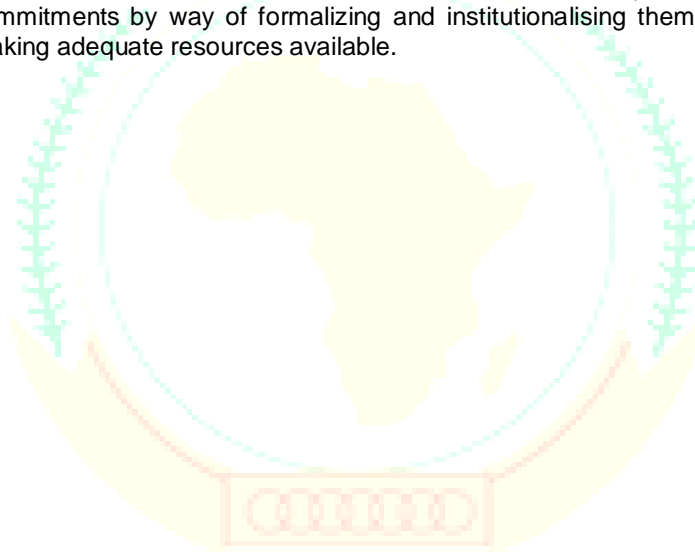 mmitments by way of formalizing and institutionalising them
aking adequate resources available.